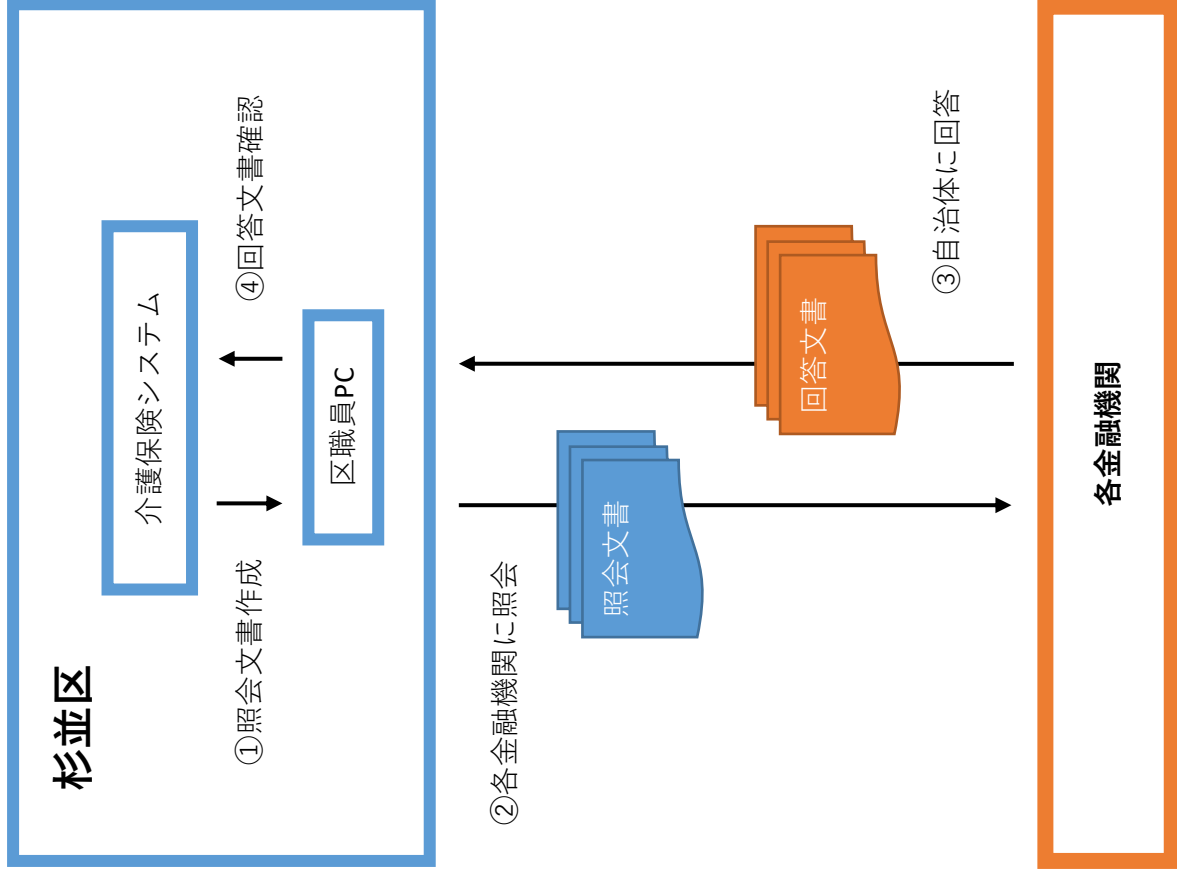 杉並区
介護保険システム
①照会文書作成
④回答文書確認
区職員PC
②各金融機関に照会
照会文書
回答文書
③自治体に回答
各金融機関